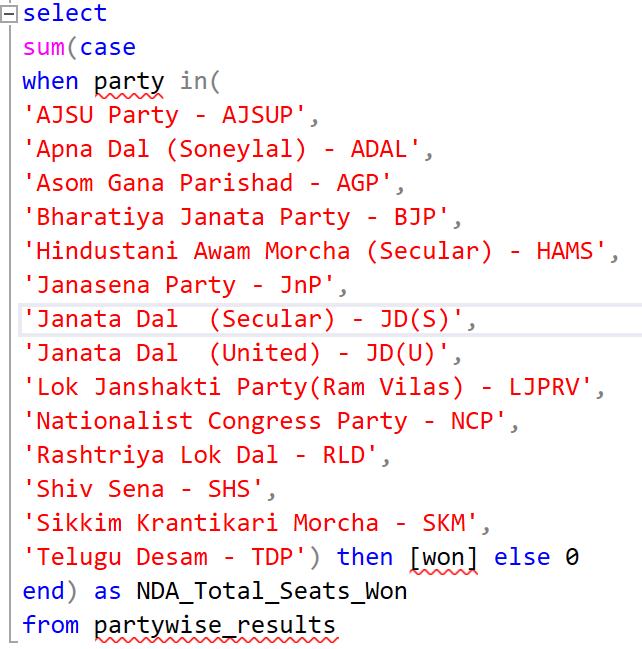 select
sum(case
when party in(
'AJSU Party - AJSUP',
'Apna Dal (Soneylal) - ADAL',
'Asom Gana Parishad - AGP',
'Bharatiya Janata Party - BJP',
'Hindustani Awam Morcha (Secular) - HAMS',
'Janasena Party - JnP',
'Janata Dal  (Secular) - JD(S)',
'Janata Dal  (United) - JD(U)',
'Lok Janshakti Party(Ram Vilas) - LJPRV',
'Nationalist Congress Party - NCP',
'Rashtriya Lok Dal - RLD',
'Shiv Sena - SHS',
'Sikkim Krantikari Morcha - SKM',
'Telugu Desam - TDP') then [won] else 0
end) as NDA_Total_Seats_Won
from partywise_results